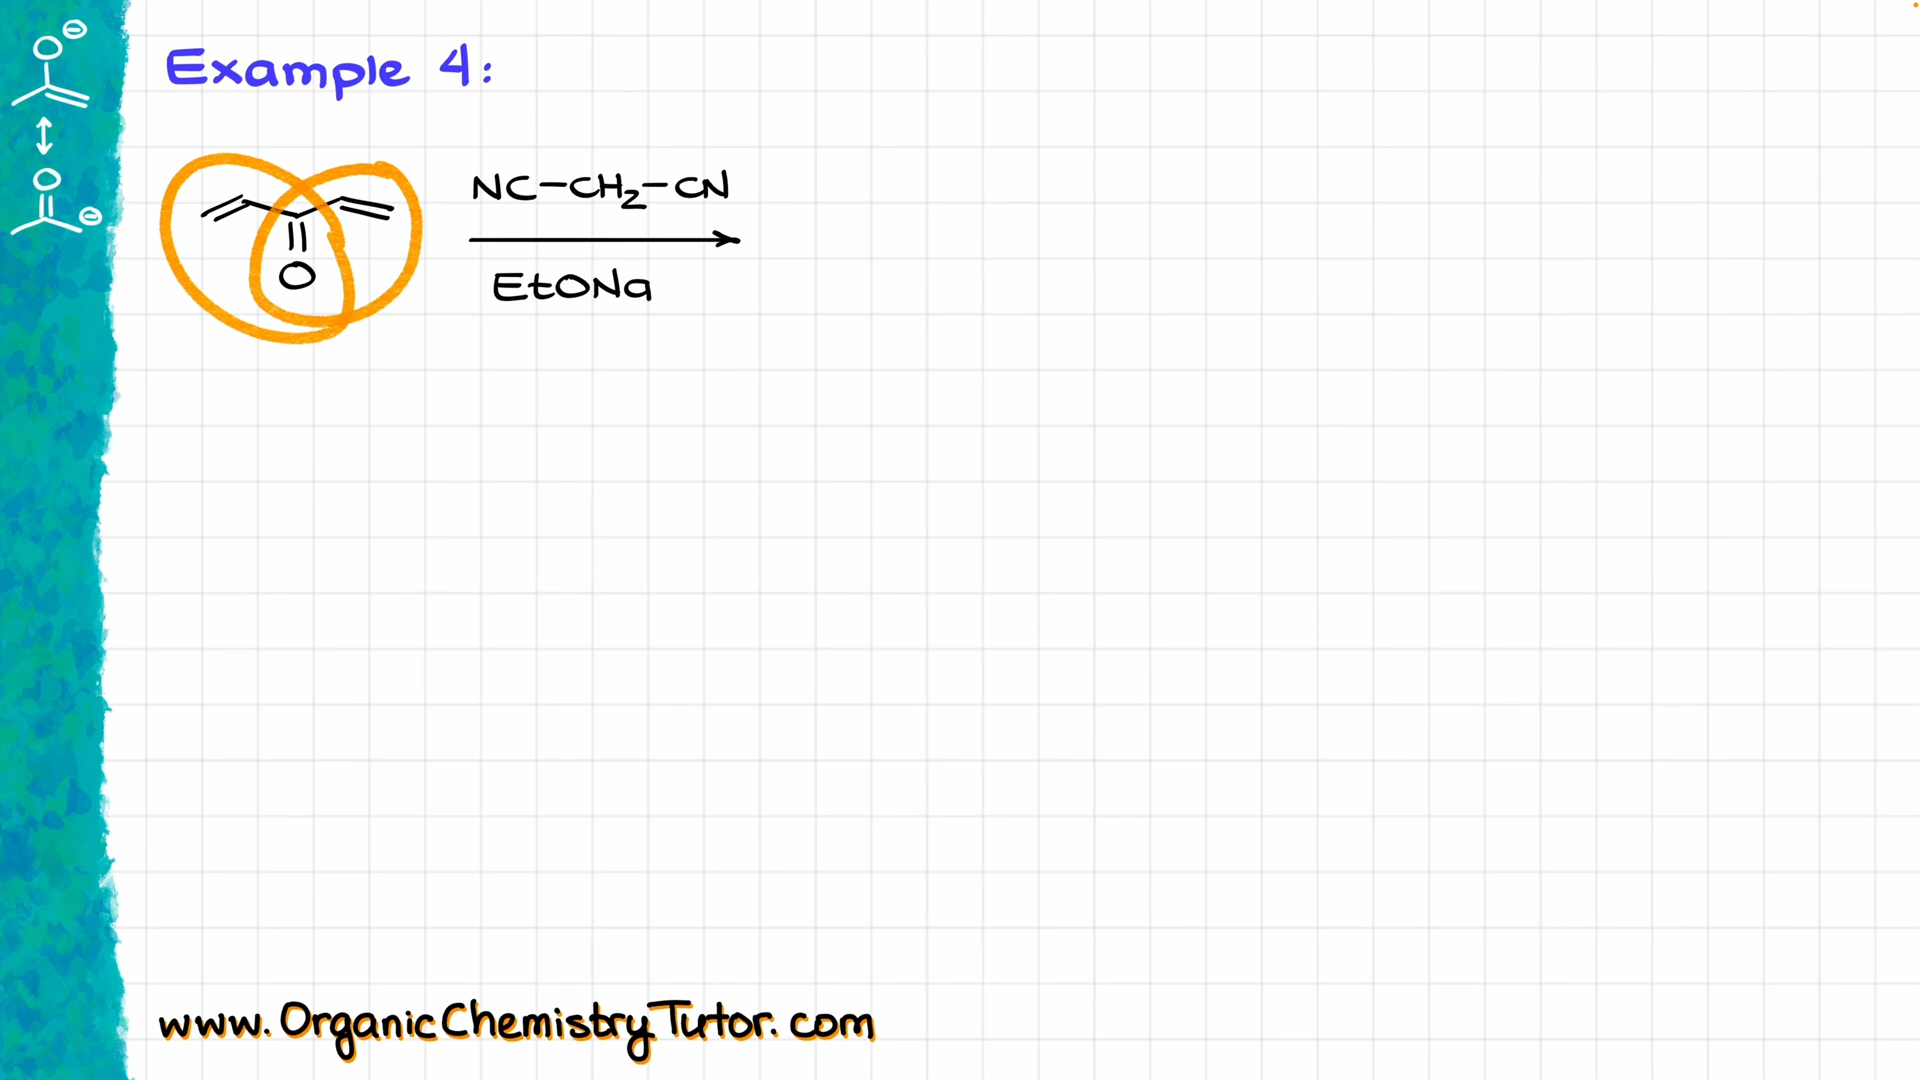 O⊖
O
⊖
Example 4:
O
NC-CH₂-CN
EtONa
www.OrganicChemistryTutor.com